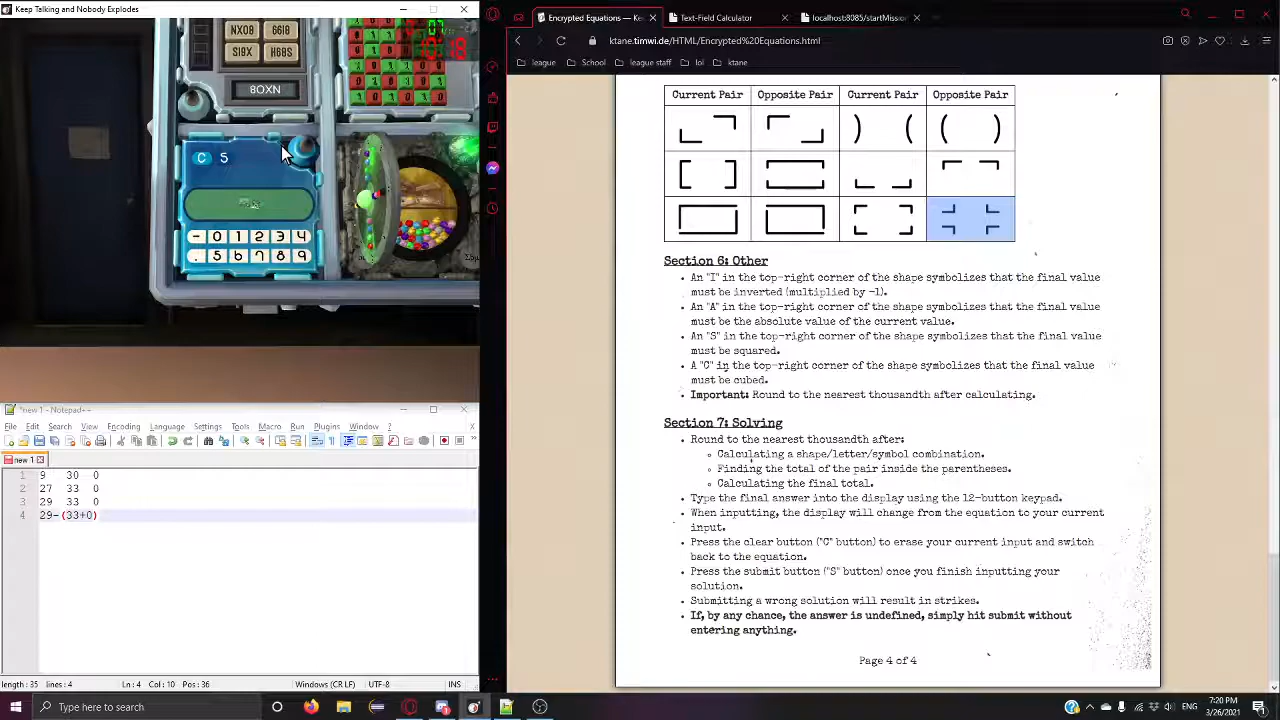 Keep Talking and Nobody Explodes
NX08 6618
S18X H68S
8OXN
C 5
- 0 1 2 3 4
. 5 6 7 8 9
*new 1 - Notepad++
File Edit Search View Encoding Language Settings Tools Macro Run Plugins Window ?
new 1
1 9 30 0
2 27 33 0
3 29 33 0
4 29-(33+0)
length : 35 lines : 4 Ln : 4 Col : 10 Pos : 36 Windows (CR LF) UTF-8 INS
Encrypted Equations — Ke
Text-Field Calculator
localhost:8085/startMissio
ktane.timwi.de/HTML/Encrypted%20Equations.html
league School league staff lol ktane
Current Pair Opposite Pair Current Pair Opposite Pair
Section 6: Other
An "I" in the top-right corner of the shape symbolizes that the final value
must be inverted (multiplied by -1).
An "A" in the top-right corner of the shape symbolizes that the final value
must be the absolute value of the current value.
An "S" in the top-right corner of the shape symbolizes that the final value
must be squared.
A "C" in the top-right corner of the shape symbolizes that the final value
must be cubed.
Important: Round to the nearest thousandth after calculating.
Section 7: Solving
Round to the nearest thousandth after:
Calculating a shape/letter/symbol combination.
Finding the total of the pair inside the parentheses.
Calculating the final total.
Type the final answer into the display using the 12-button keypad.
When inputting, the display will change from the equation to your current
input.
Press the clear button ("C" button) to erase your current input and switch
back to the equation.
Press the submit button ("S" button) once you finish inputting your
solution.
Submitting a wrong solution will result in strikes.
If, by any chance, the answer is undefined, simply hit submit without
entering anything.
Page 4 of 4
Type here to search
7:20 PM
3/26/2021